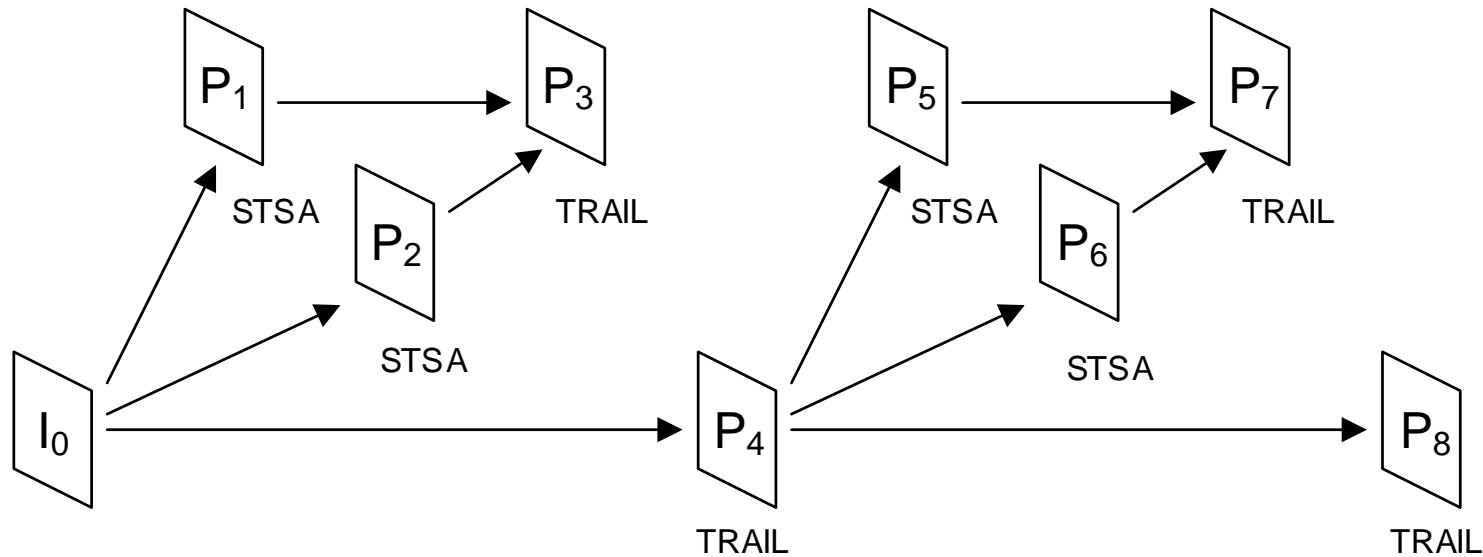 P1 P3 P5 P7
STSA TRAIL STSA TRAIL
P2 P6
STSA STSA
I0 P4 P8
TRAIL TRAIL